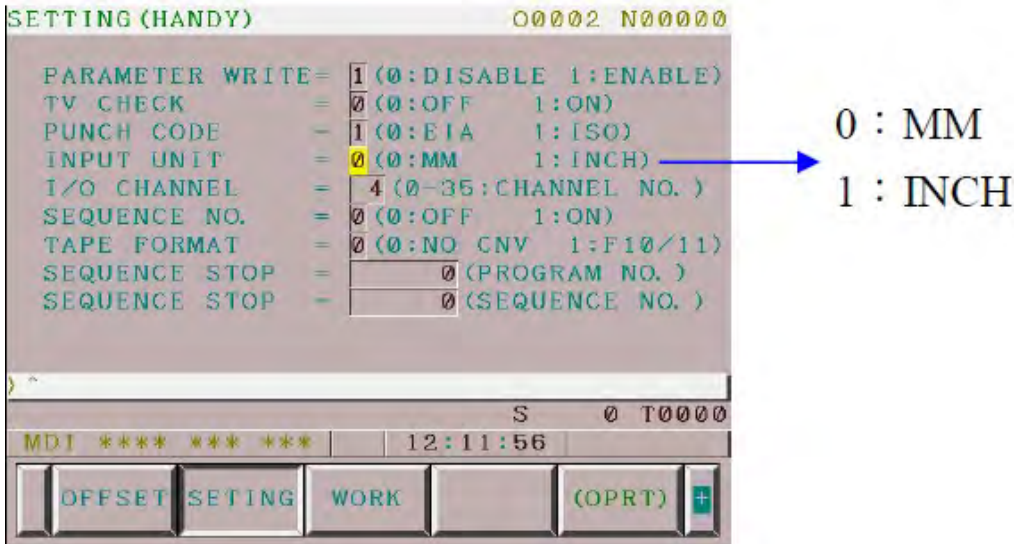 SETTING (HANDY) O0002 N00000
PARAMETER WRITE= 1 (0:DISABLE 1:ENABLE)
TV CHECK = 0 (0:OFF 1:ON)
PUNCH CODE = 1 (0:EIA 1:ISO)
INPUT UNIT = 0 (0:MM 1:INCH)
I/O CHANNEL = 4 (0-35:CHANNEL NO. )
SEQUENCE NO. = 0 (0:OFF 1:ON)
TAPE FORMAT = 0 (0:NO CNV 1:F10/11)
SEQUENCE STOP = 0 (PROGRAM NO. )
SEQUENCE STOP = 0 (SEQUENCE NO. )
0：MM
1：INCH
) ^
S 0 T0000
MDI **** *** *** 12:11:56
OFFSET SETING WORK (OPRT) +